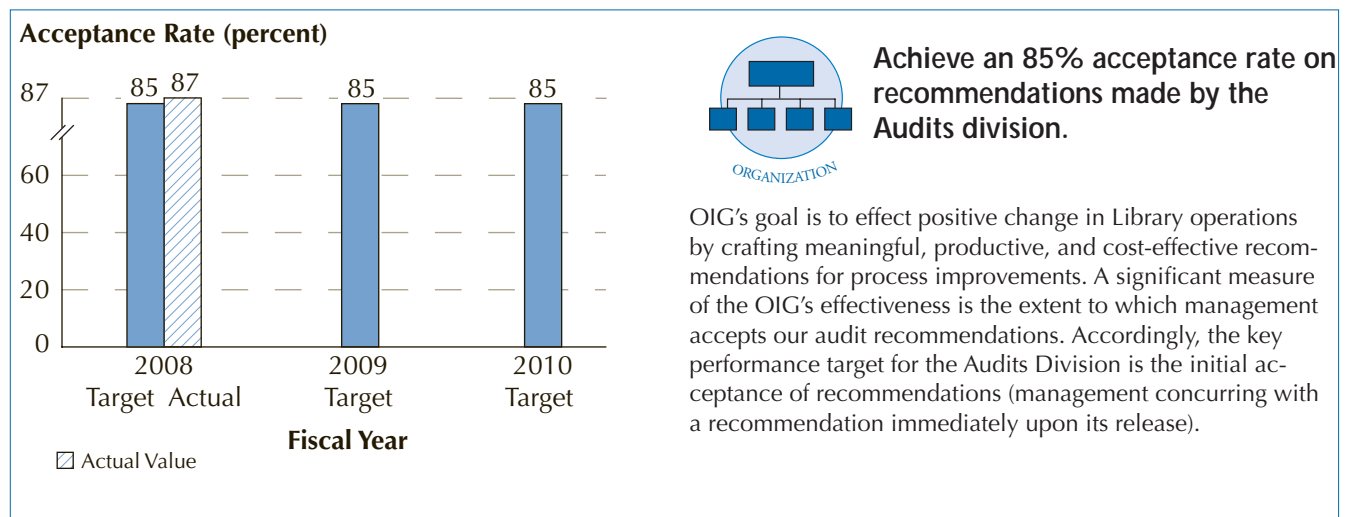 Acceptance Rate (percent)
85 87 85 85
87
60
40
20
0
2008 2009 2010
Target Actual Target Target
Fiscal Year
Actual Value
ORGANIZATION
Achieve an 85% acceptance rate on
recommendations made by the
Audits division.
OIG's goal is to effect positive change in Library operations
by crafting meaningful, productive, and cost-effective recom-
mendations for process improvements. A significant measure
of the OIG's effectiveness is the extent to which management
accepts our audit recommendations. Accordingly, the key
performance target for the Audits Division is the initial ac-
ceptance of recommendations (management concurring with
a recommendation immediately upon its release).